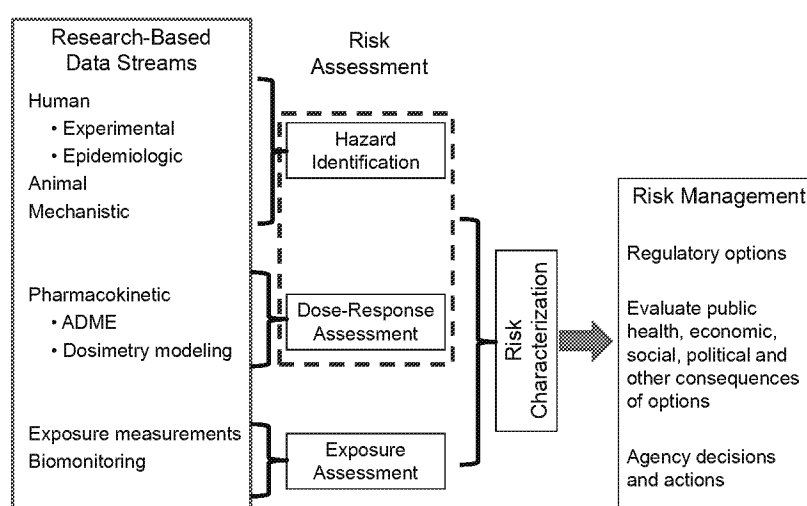 Research-Based
Data Streams
Human
• Experimental
• Epidemiologic
Animal
Mechanistic
Pharmacokinetic
• ADME
• Dosimetry modeling
Exposure measurements
Biomonitoring
Risk
Assessment
Hazard
Identification
Dose-Response
Assessment
Exposure
Assessment
Risk
Characterization
Risk Management
Regulatory options
Evaluate public
health, economic,
social, political and
other consequences
of options
Agency decisions
and actions